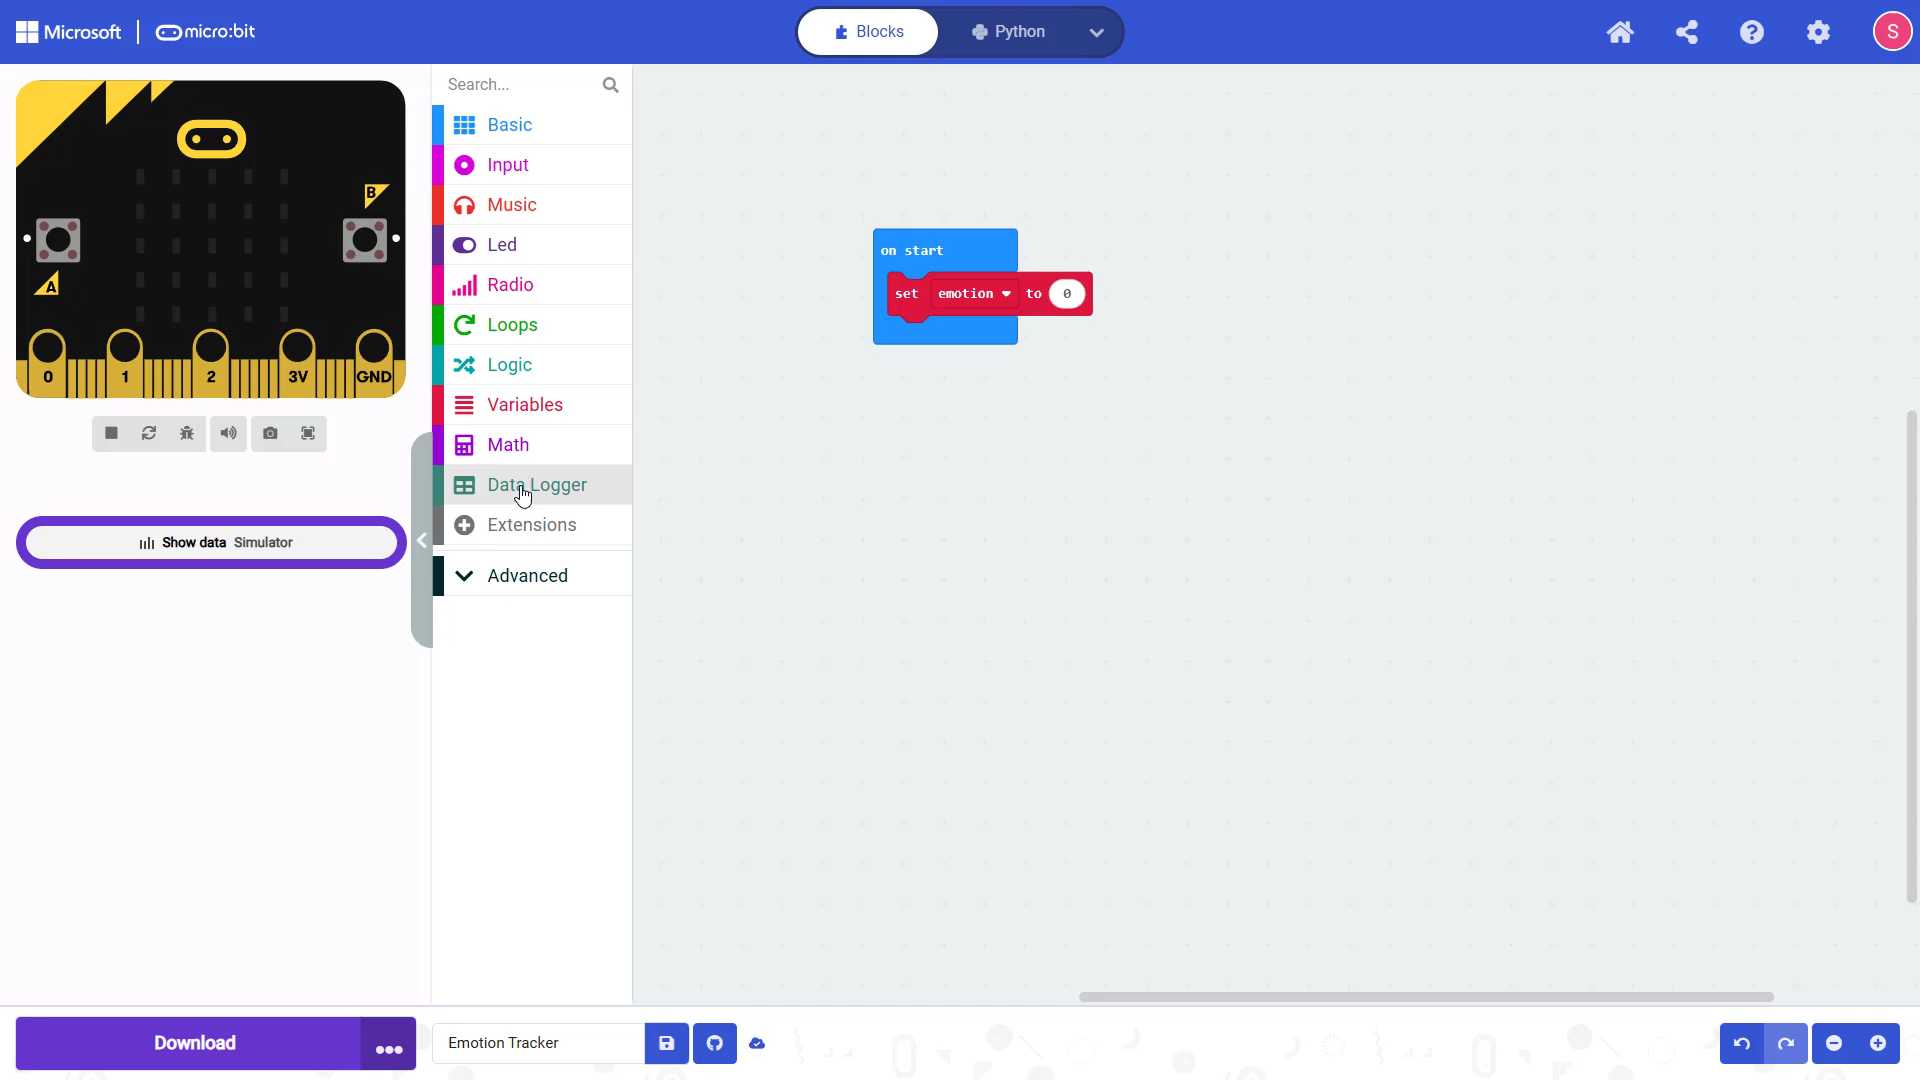 Microsoft micro:bit
Blocks
Python
S
Search...
Basic
Input
Music
Led
Radio
Loops
Logic
Variables
Math
Data Logger
Extensions
Advanced
B
A
0 1 2 3V GND
Show data Simulator
on start
set emotion to 0
Download
Emotion Tracker